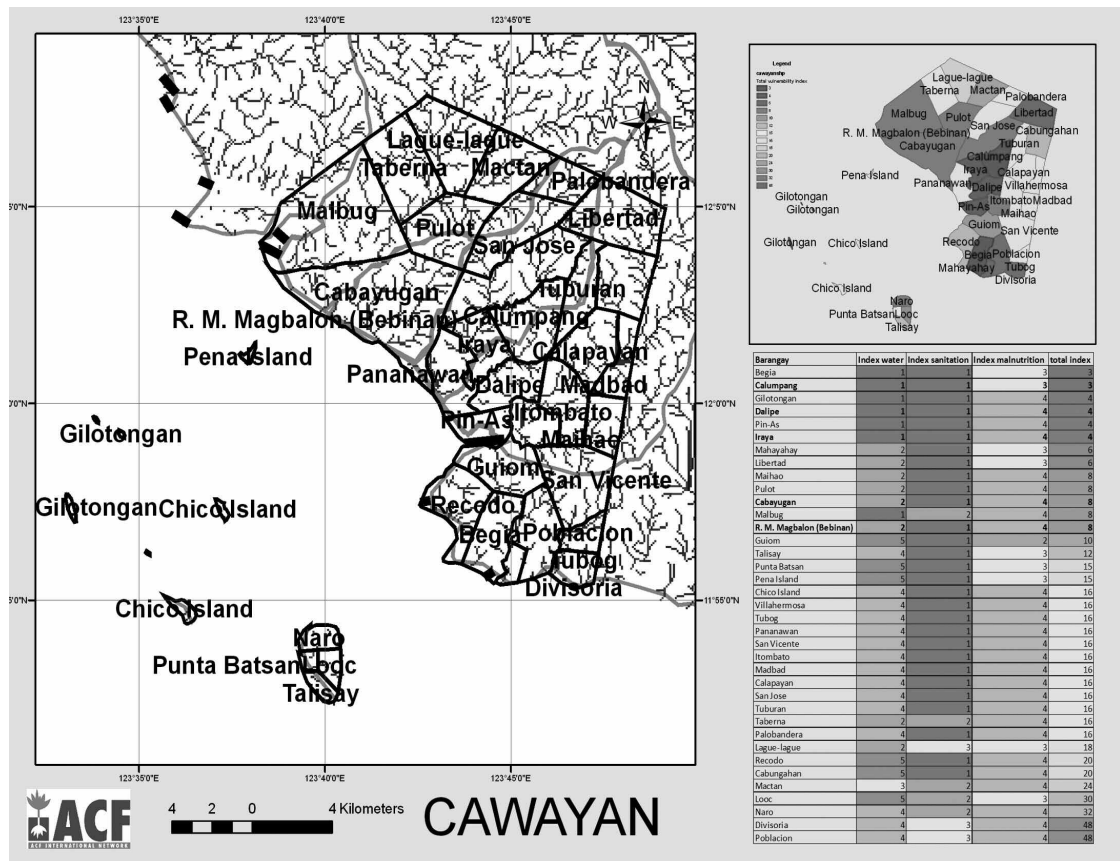 123°35'0"E 123°40'0"E 123°45'0"E
Lague-laque
Taberna Mactan
Palobandera
Malbug
Libertad
Pulot
San Jose
Cabayugan
Tuburan
R. M. Magbalon (Bebinan)
Calumpang
Iraya
Calapayan
Pena Island
Pananawan
Dalipe Madbad
Itombato
Pin-As
Maihao
Gilotongan
Guiom
San Vicente
Gilotongan Chico Island
Recodo
Begia Poblacion
Tubog
Divisoria
Chico Island
Naro
Punta Batsan Looc
Talisay
N
W E
S
12°5'0"N
12°0'0"N
11°55'0"N
123°35'0"E 123°40'0"E 123°45'0"E
ACF
ACF INTERNATIONAL NETWORK
4 2 0 4 Kilometers
CAWAYAN
Legend
Total vulnerability index
Lague-laque
Taberna Mactan
Palobandera
Malbug
Pulot
Libertad
San Jose
Cabungahan
R. M. Magbalon (Bebinan)
Cabayugan
Tuburan
Calumpang
Iraya
Calapayan
Pena Island
Pananawan
Dalipe
Villahermosa
Gilotongan
Itombato Madbad
Pin-As
Maihao
Gilotongan
Guiom
San Vicente
Gilotongan
Chico Island
Recodo
Begia Poblacion
Mahayahay Tubog
Divisoria
Chico Island
Naro
Punta Batsan Looc
Talisay
Barangay Index water Index sanitation Index malnutrition total index
Begia 1 1 3 3
Calumpang 1 1 3 3
Gilotongan 1 1 4 4
Dalipe 1 1 4 4
Pin-As 1 1 4 4
Iraya 1 1 4 4
Mahayahay 2 1 3 6
Libertad 2 1 3 6
Maihao 2 1 4 8
Pulot 2 1 4 8
Cabayugan 2 1 4 8
Malbug 1 2 4 8
R. M. Magbalon (Bebinan) 2 1 4 8
Guiom 5 1 2 10
Talisay 4 1 3 12
Punta Batsan 5 1 3 15
Pena Island 5 1 3 15
Chico Island 4 1 4 16
Villahermosa 4 1 4 16
Tubog 4 1 4 16
Pananawan 4 1 4 16
San Vicente 4 1 4 16
Itombato 4 1 4 16
Madbad 4 1 4 16
Calapayan 4 1 4 16
San Jose 4 1 4 16
Tuburan 4 1 4 16
Taberna 2 2 4 16
Palobandera 4 1 4 16
Lague-lague 2 3 3 18
Recodo 5 1 4 20
Cabungahan 5 1 4 20
Mactan 3 2 4 24
Looc 5 2 3 30
Naro 4 2 4 32
Divisoria 4 3 4 48
Poblacion 4 3 4 48